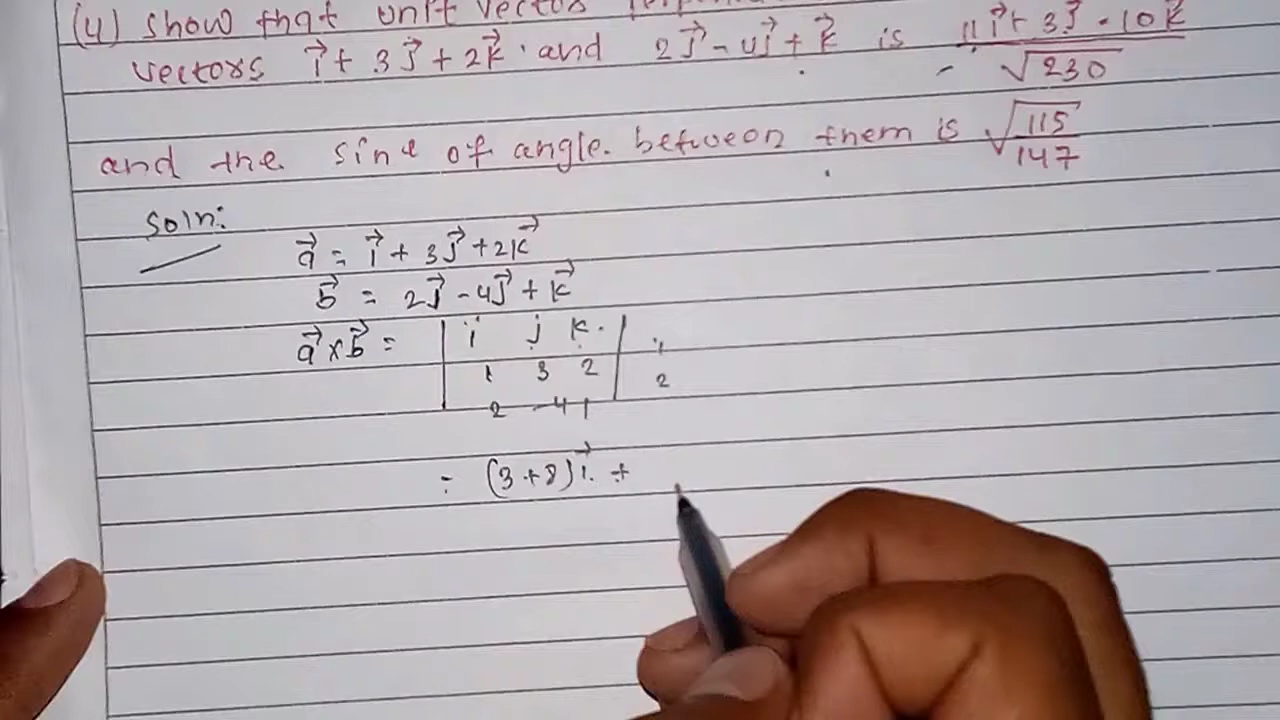 (4) Show that unit vector
vectors i⃗ + 3j⃗ + 2k⃗ . and 2j⃗ - 4j⃗ + k⃗ is 11i⃗ + 3j⃗ - 10k⃗ / √230
and the sine of angle. between them is √115/147
Soln:
a⃗ = i⃗ + 3j⃗ + 2k⃗
b⃗ = 2j⃗ - 4j⃗ + k⃗
a⃗ x b⃗ = | i j k |
1 3 2 | 2
2 -4 1
= (3+8)i⃗ +